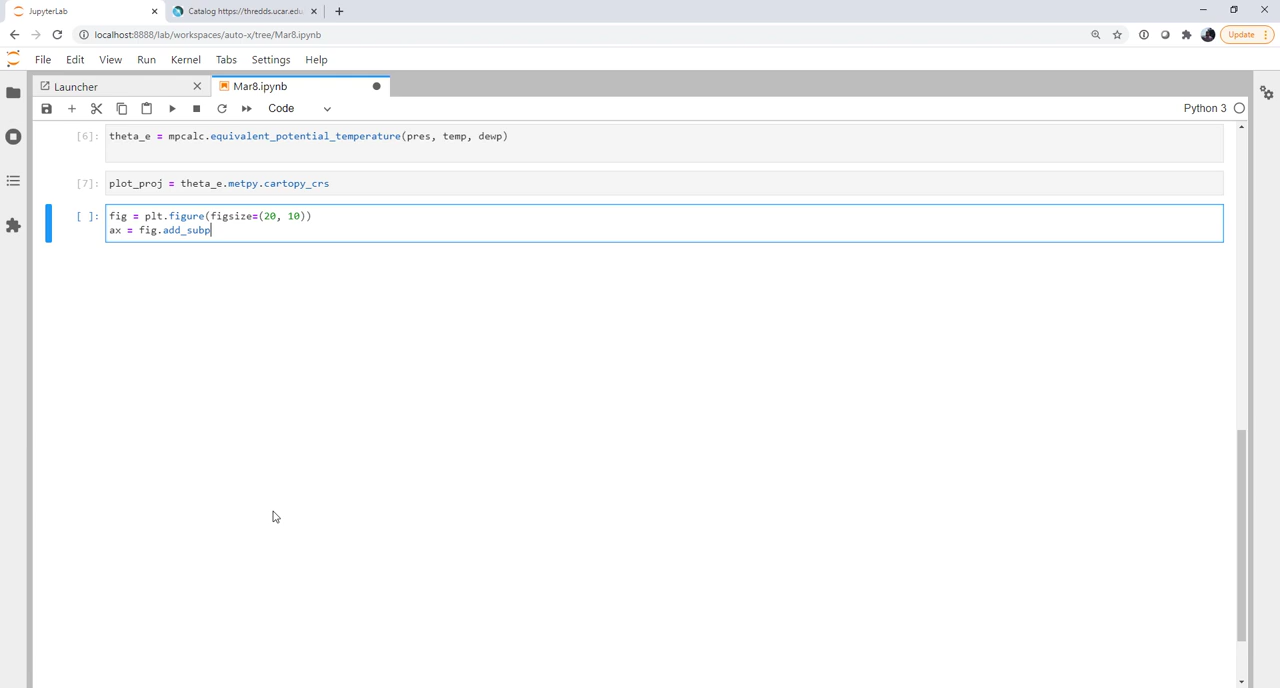 JupyterLab
Catalog https://thredds.ucar.edu
Update
localhost:8888/lab/workspaces/auto-x/tree/Mar8.ipynb
File Edit View Run Kernel Tabs Settings Help
Launcher
Mar8.ipynb
Code
Python 3
[6]: theta_e = mpcalc.equivalent_potential_temperature(pres, temp, dewp)
[7]: plot_proj = theta_e.metpy.cartopy_crs
[ ]: fig = plt.figure(figsize=(20, 10))
ax = fig.add_subp